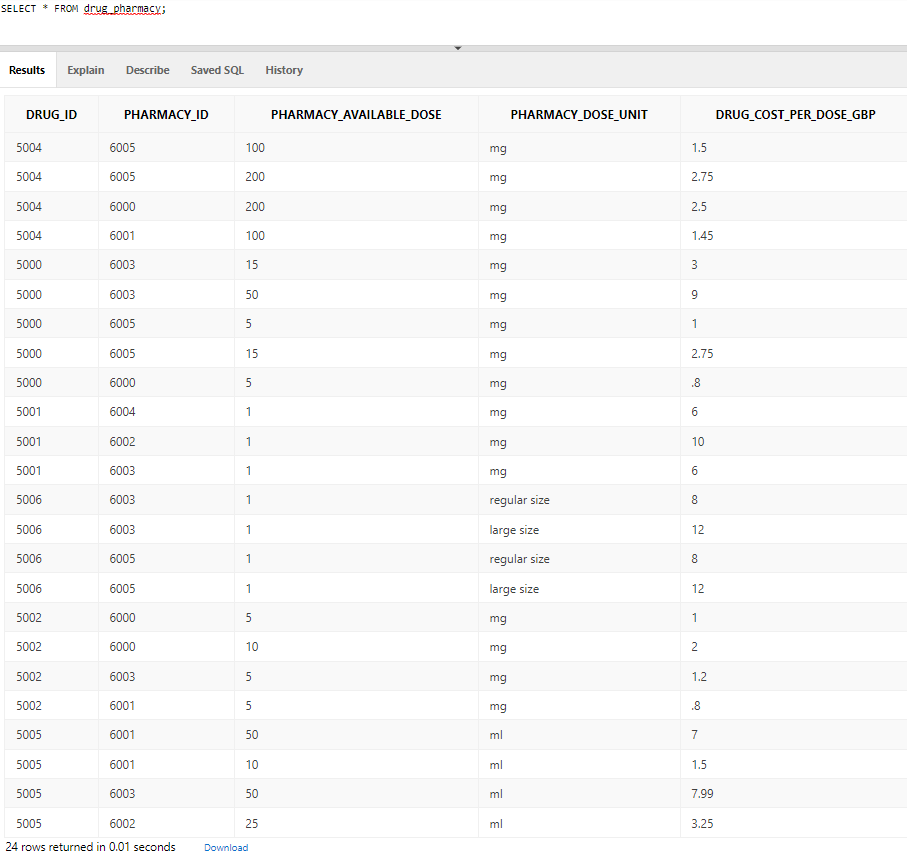 SELECT * FROM drug_pharmacy;
Results Explain Describe Saved SQL History
DRUG_ID PHARMACY_ID PHARMACY_AVAILABLE_DOSE PHARMACY_DOSE_UNIT DRUG_COST_PER_DOSE_GBP
5004 6005 100 mg 1.5
5004 6005 200 mg 2.75
5004 6000 200 mg 2.5
5004 6001 100 mg 1.45
5000 6003 15 mg 3
5000 6003 50 mg 9
5000 6005 5 mg 1
5000 6005 15 mg 2.75
5000 6000 5 mg .8
5001 6004 1 mg 6
5001 6002 1 mg 10
5001 6003 1 mg 6
5006 6003 1 regular size 8
5006 6003 1 large size 12
5006 6005 1 regular size 8
5006 6005 1 large size 12
5002 6000 5 mg 1
5002 6000 10 mg 2
5002 6003 5 mg 1.2
5002 6001 5 mg .8
5005 6001 50 ml 7
5005 6001 10 ml 1.5
5005 6003 50 ml 7.99
5005 6002 25 ml 3.25
24 rows returned in 0.01 seconds Download